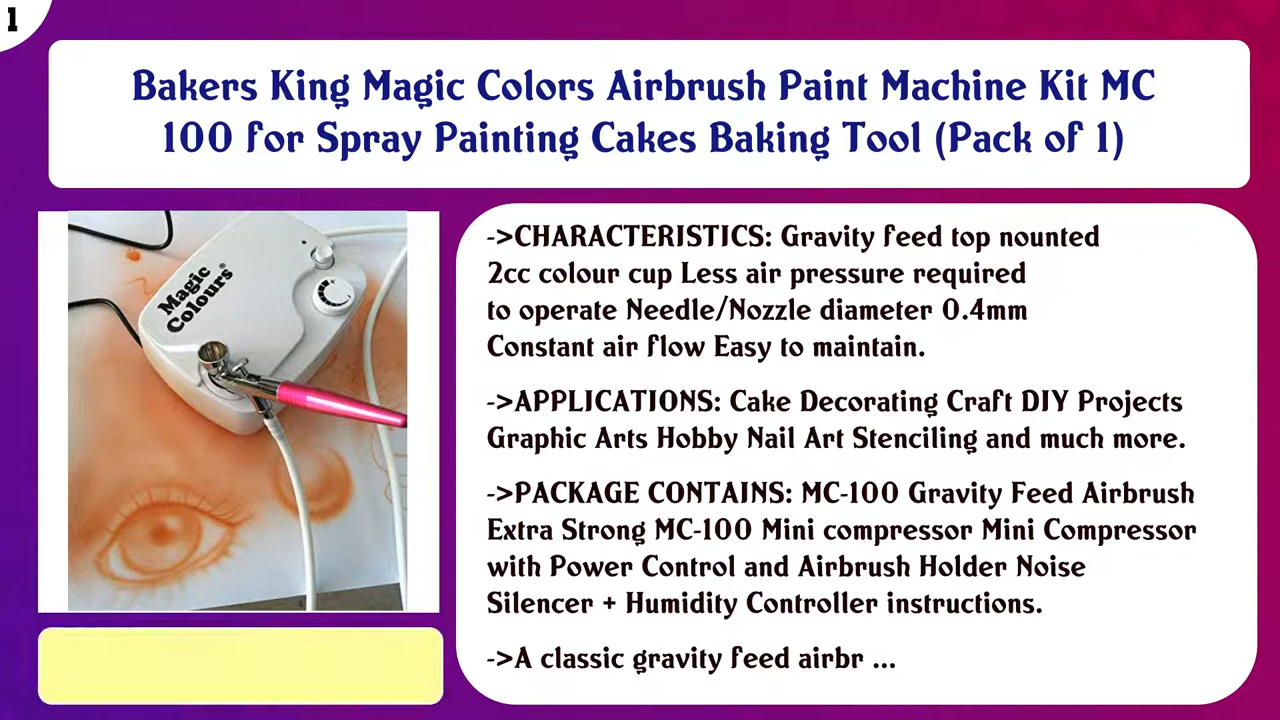 1
Bakers King Magic Colors Airbrush Paint Machine Kit MC
100 for Spray Painting Cakes Baking Tool (Pack of 1)
Magic
Colours®
->CHARACTERISTICS: Gravity feed top nounted
2cc colour cup Less air pressure required
to operate Needle/Nozzle diameter 0.4mm
Constant air flow Easy to maintain.
->APPLICATIONS: Cake Decorating Craft DIY Projects
Graphic Arts Hobby Nail Art Stenciling and much more.
->PACKAGE CONTAINS: MC-100 Gravity Feed Airbrush
Extra Strong MC-100 Mini compressor Mini Compressor
with Power Control and Airbrush Holder Noise
Silencer + Humidity Controller instructions.
->A classic gravity feed airbr ...